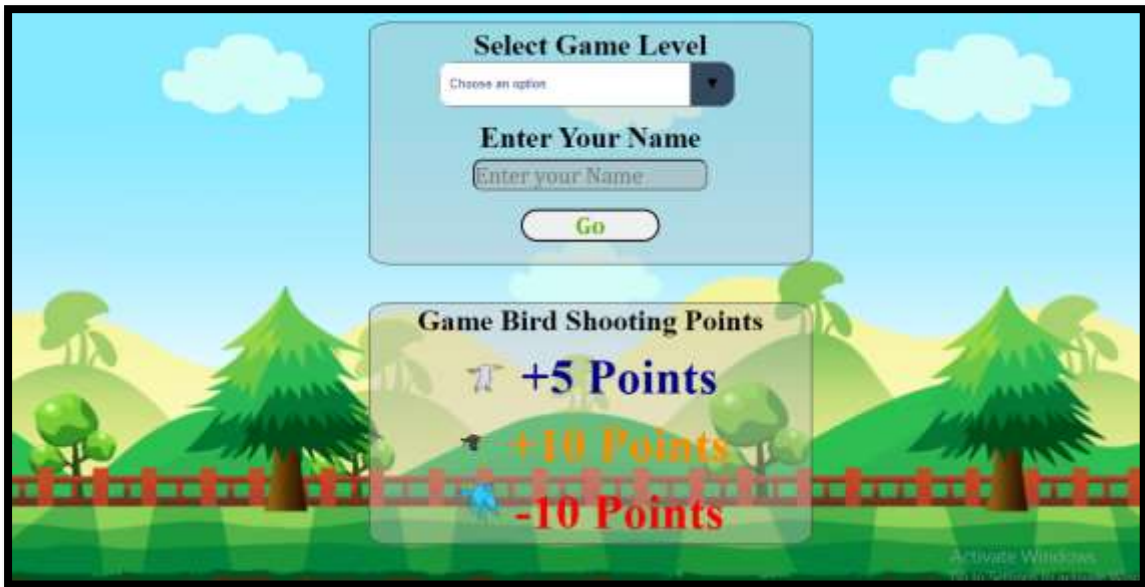 Select Game Level
Choose an option
Enter Your Name
Enter your Name
Go
Game Bird Shooting Points
+5 Points
+10 Points
-10 Points
Activate Windows